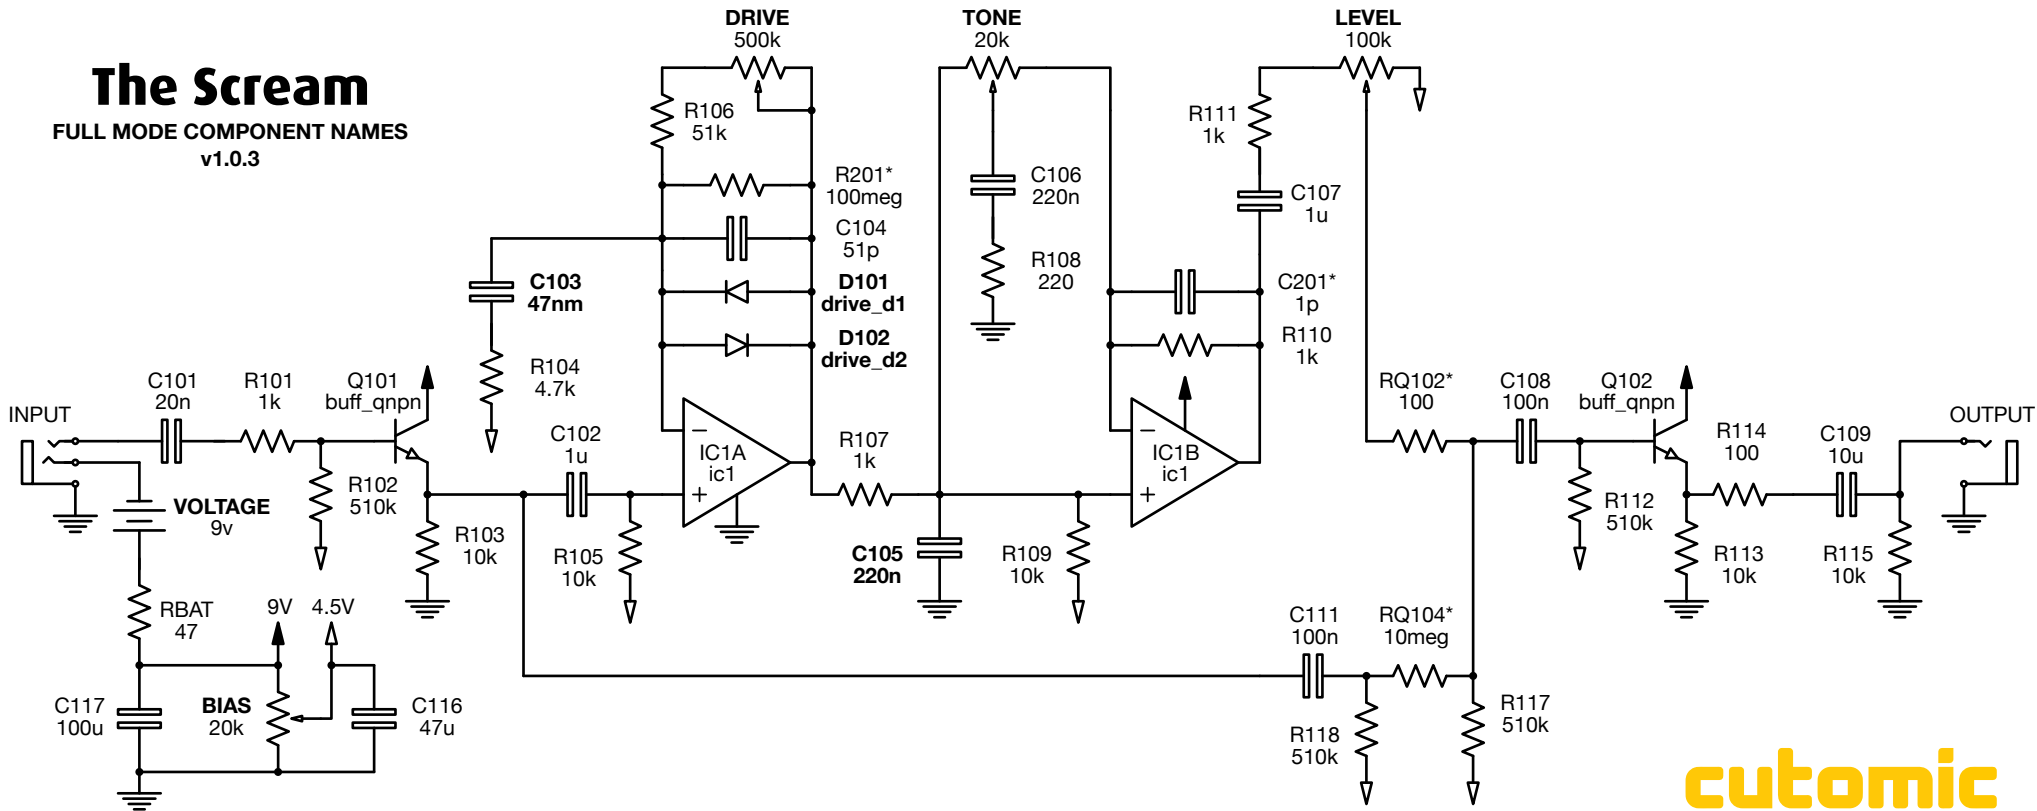 The Scream
FULL MODE COMPONENT NAMES
v1.0.3
DRIVE
500k
TONE
20k
LEVEL
100k
R106
51k
R201*
100meg
C104
51p
D101
drive_d1
D102
drive_d2
C103
47nm
R104
4.7k
C106
220n
R108
220
R111
1k
C107
1u
C201*
1p
R110
1k
INPUT
C101
20n
R101
1k
Q101
buff_qnpn
VOLTAGE
9v
R102
510k
R103
10k
C102
1u
R105
10k
−
IC1A
ic1
+
R107
1k
C105
220n
R109
10k
−
IC1B
ic1
+
RQ102*
100
C108
100n
Q102
buff_qnpn
R112
510k
R114
100
R113
10k
C109
10u
R115
10k
OUTPUT
RBAT
47
9V
4.5V
C117
100u
BIAS
20k
C116
47u
C111
100n
RQ104*
10meg
R118
510k
R117
510k
cutomic